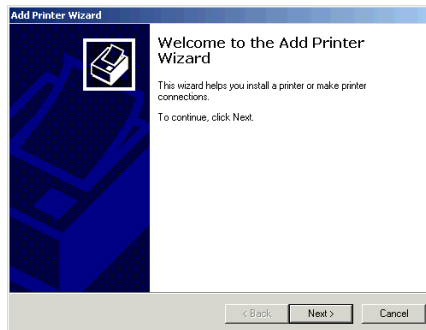 Add Printer Wizard
Welcome to the Add Printer
Wizard
This wizard helps you install a printer or make printer
connections.
To continue, click Next.
< Back
Next >
Cancel